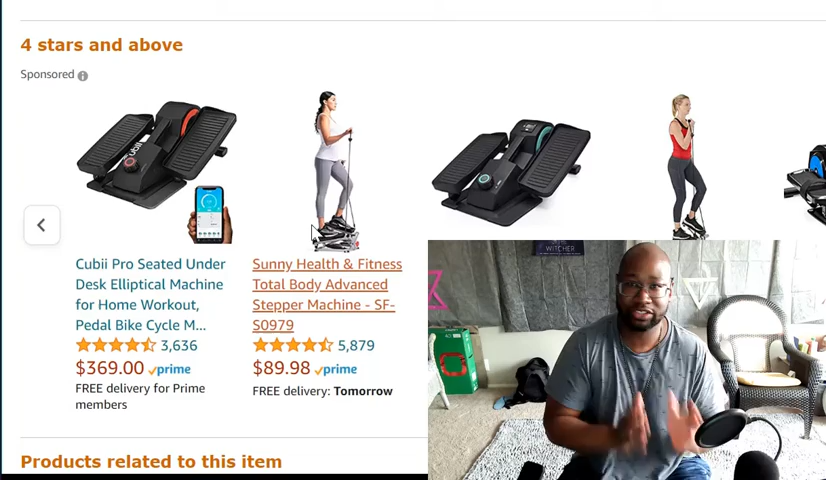 4 stars and above
Sponsored
Cubii Pro Seated Under
Desk Elliptical Machine
for Home Workout,
Pedal Bike Cycle M...
3,636
$369.00 prime
FREE delivery for Prime
members
Sunny Health & Fitness
Total Body Advanced
Stepper Machine - SF-
S0979
5,879
$89.98 prime
FREE delivery: Tomorrow
WITCHER
Products related to this item